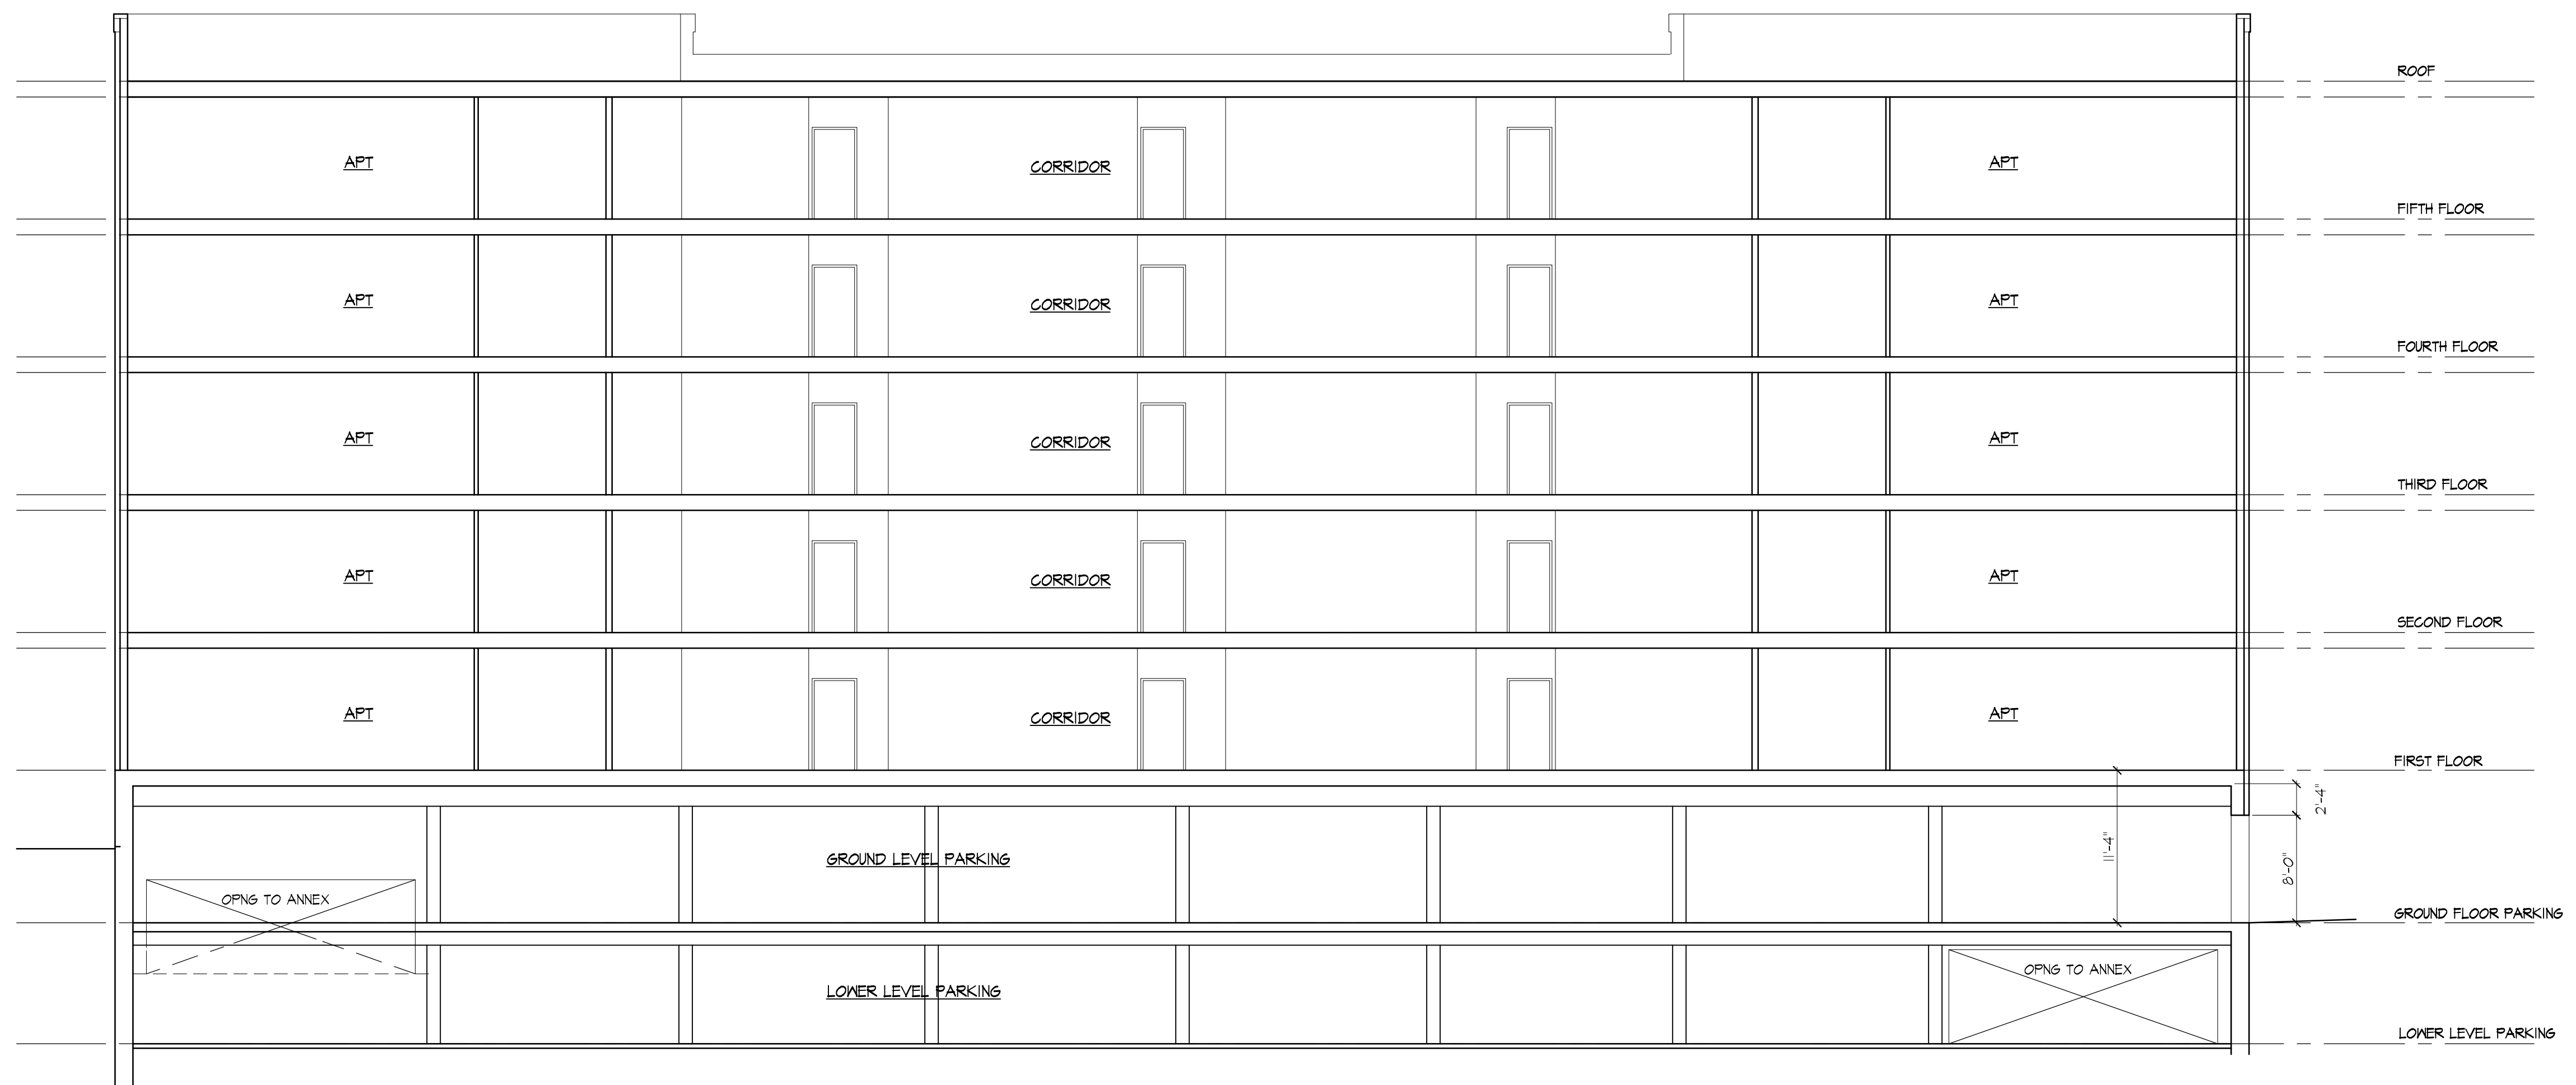 ROOF
APT
CORRIDOR
APT
FIFTH FLOOR
APT
CORRIDOR
APT
FOURTH FLOOR
APT
CORRIDOR
APT
THIRD FLOOR
APT
CORRIDOR
APT
SECOND FLOOR
APT
CORRIDOR
APT
FIRST FLOOR
2'-4"
11'-4"
8'-0"
GROUND LEVEL PARKING
OPNG TO ANNEX
GROUND FLOOR PARKING
OPNG TO ANNEX
LOWER LEVEL PARKING
LOWER LEVEL PARKING